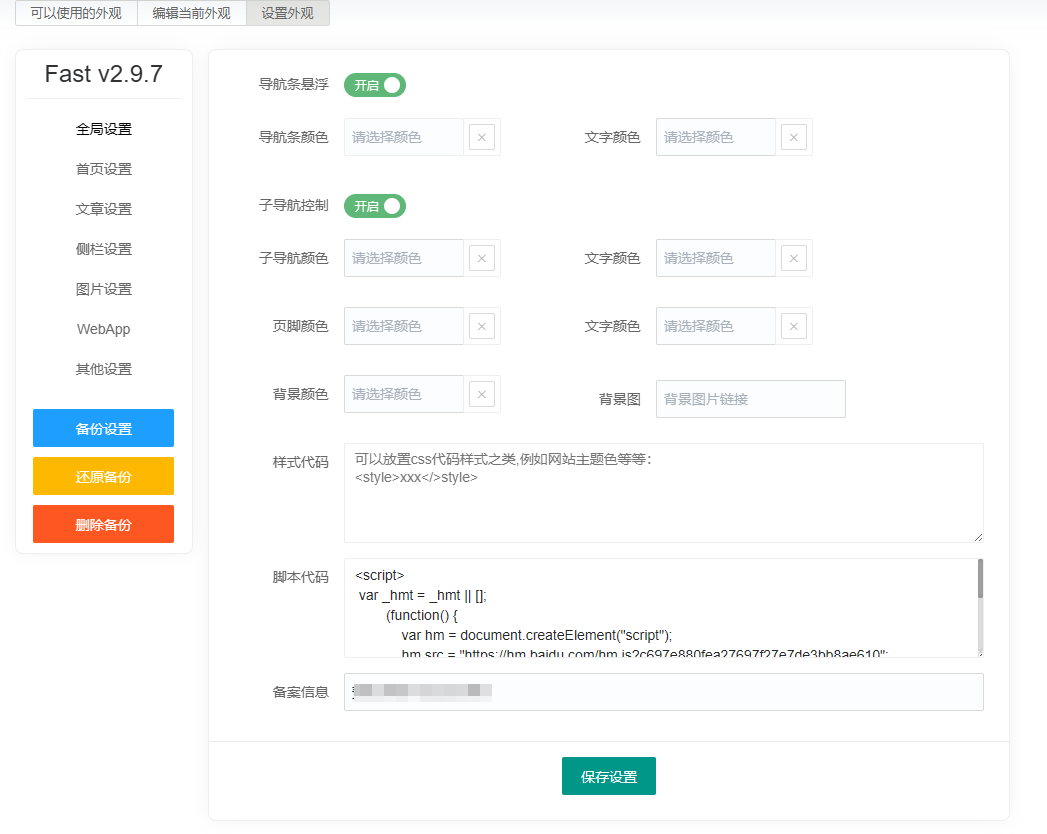 可以使用的外观 编辑当前外观 设置外观
Fast v2.9.7
全局设置
首页设置
文章设置
侧栏设置
图片设置
WebApp
其他设置
备份设置
还原备份
删除备份
导航条悬浮 开启
导航条颜色 请选择颜色 文字颜色 请选择颜色
子导航控制 开启
子导航颜色 请选择颜色 文字颜色 请选择颜色
页脚颜色 请选择颜色 文字颜色 请选择颜色
背景颜色 请选择颜色 背景图 背景图片链接
样式代码 可以放置css代码样式之类,例如网站主题色等等：
<style>xxx</>style>
脚本代码 <script>
var _hmt = _hmt || [];
(function() {
var hm = document.createElement("script");
hm.src = "https://hm.baidu.com/hm.js?c697e880fea27697f27e7de3bb8ae610";
备案信息
保存设置